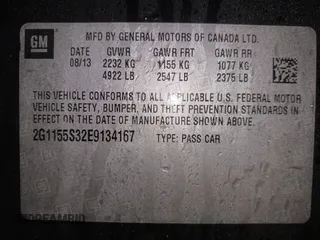 GM
MFD BY GENERAL MOTORS OF CANADA LTD.
DATE GVWR GAWR FRT GAWR RR
08/13 2232 KG 1155 KG 1077 KG
4922 LB 2547 LB 2375 LB
THIS VEHICLE CONFORMS TO ALL APPLICABLE U.S. FEDERAL MOTOR
VEHICLE SAFETY, BUMPER, AND THEFT PREVENTION STANDARDS
IN EFFECT ON THE DATE OF MANUFACTURE SHOWN ABOVE.
2G1155S32E9134167 TYPE: PASS CAR